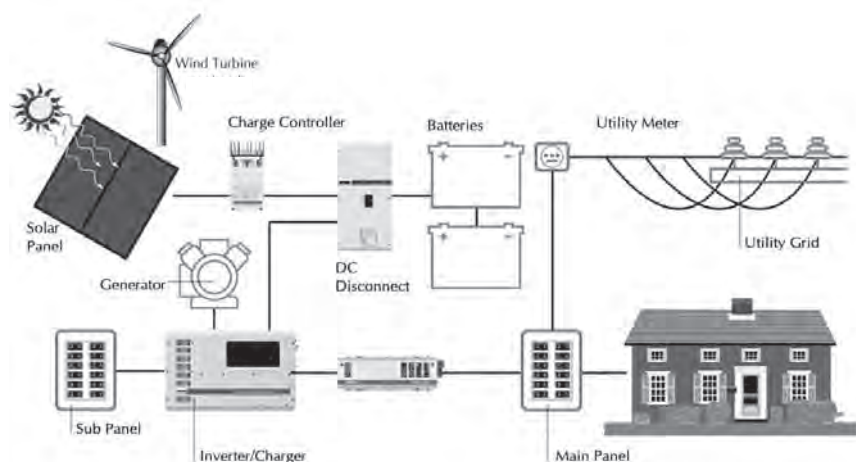 Wind Turbine
Charge Controller
Batteries
Utility Meter
Solar
Panel
Utility Grid
Generator
DC
Disconnect
Sub Panel
Inverter/Charger
Main Panel